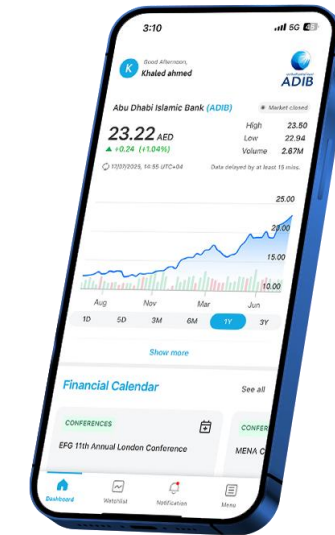 3:10
5G
K
Good Afternoon,
Khaled ahmed
ADIB
Abu Dhabi Islamic Bank (ADIB)
Market closed
23.22 AED
+0.24 (+1.04%)
High 23.50
Low 22.94
Volume 2.67M
12/07/2025, 14:55 UTC+04
Data delayed by at least 15 mins.
25.00
20.00
15.00
10.00
Aug Nov Mar Jun
1D 5D 3M 6M 1Y 3Y
Show more
Financial Calendar
See all
CONFERENCES
EFG 11th Annual London Conference
CONFER
MENA C
Dashboard Watchlist Notification Menu